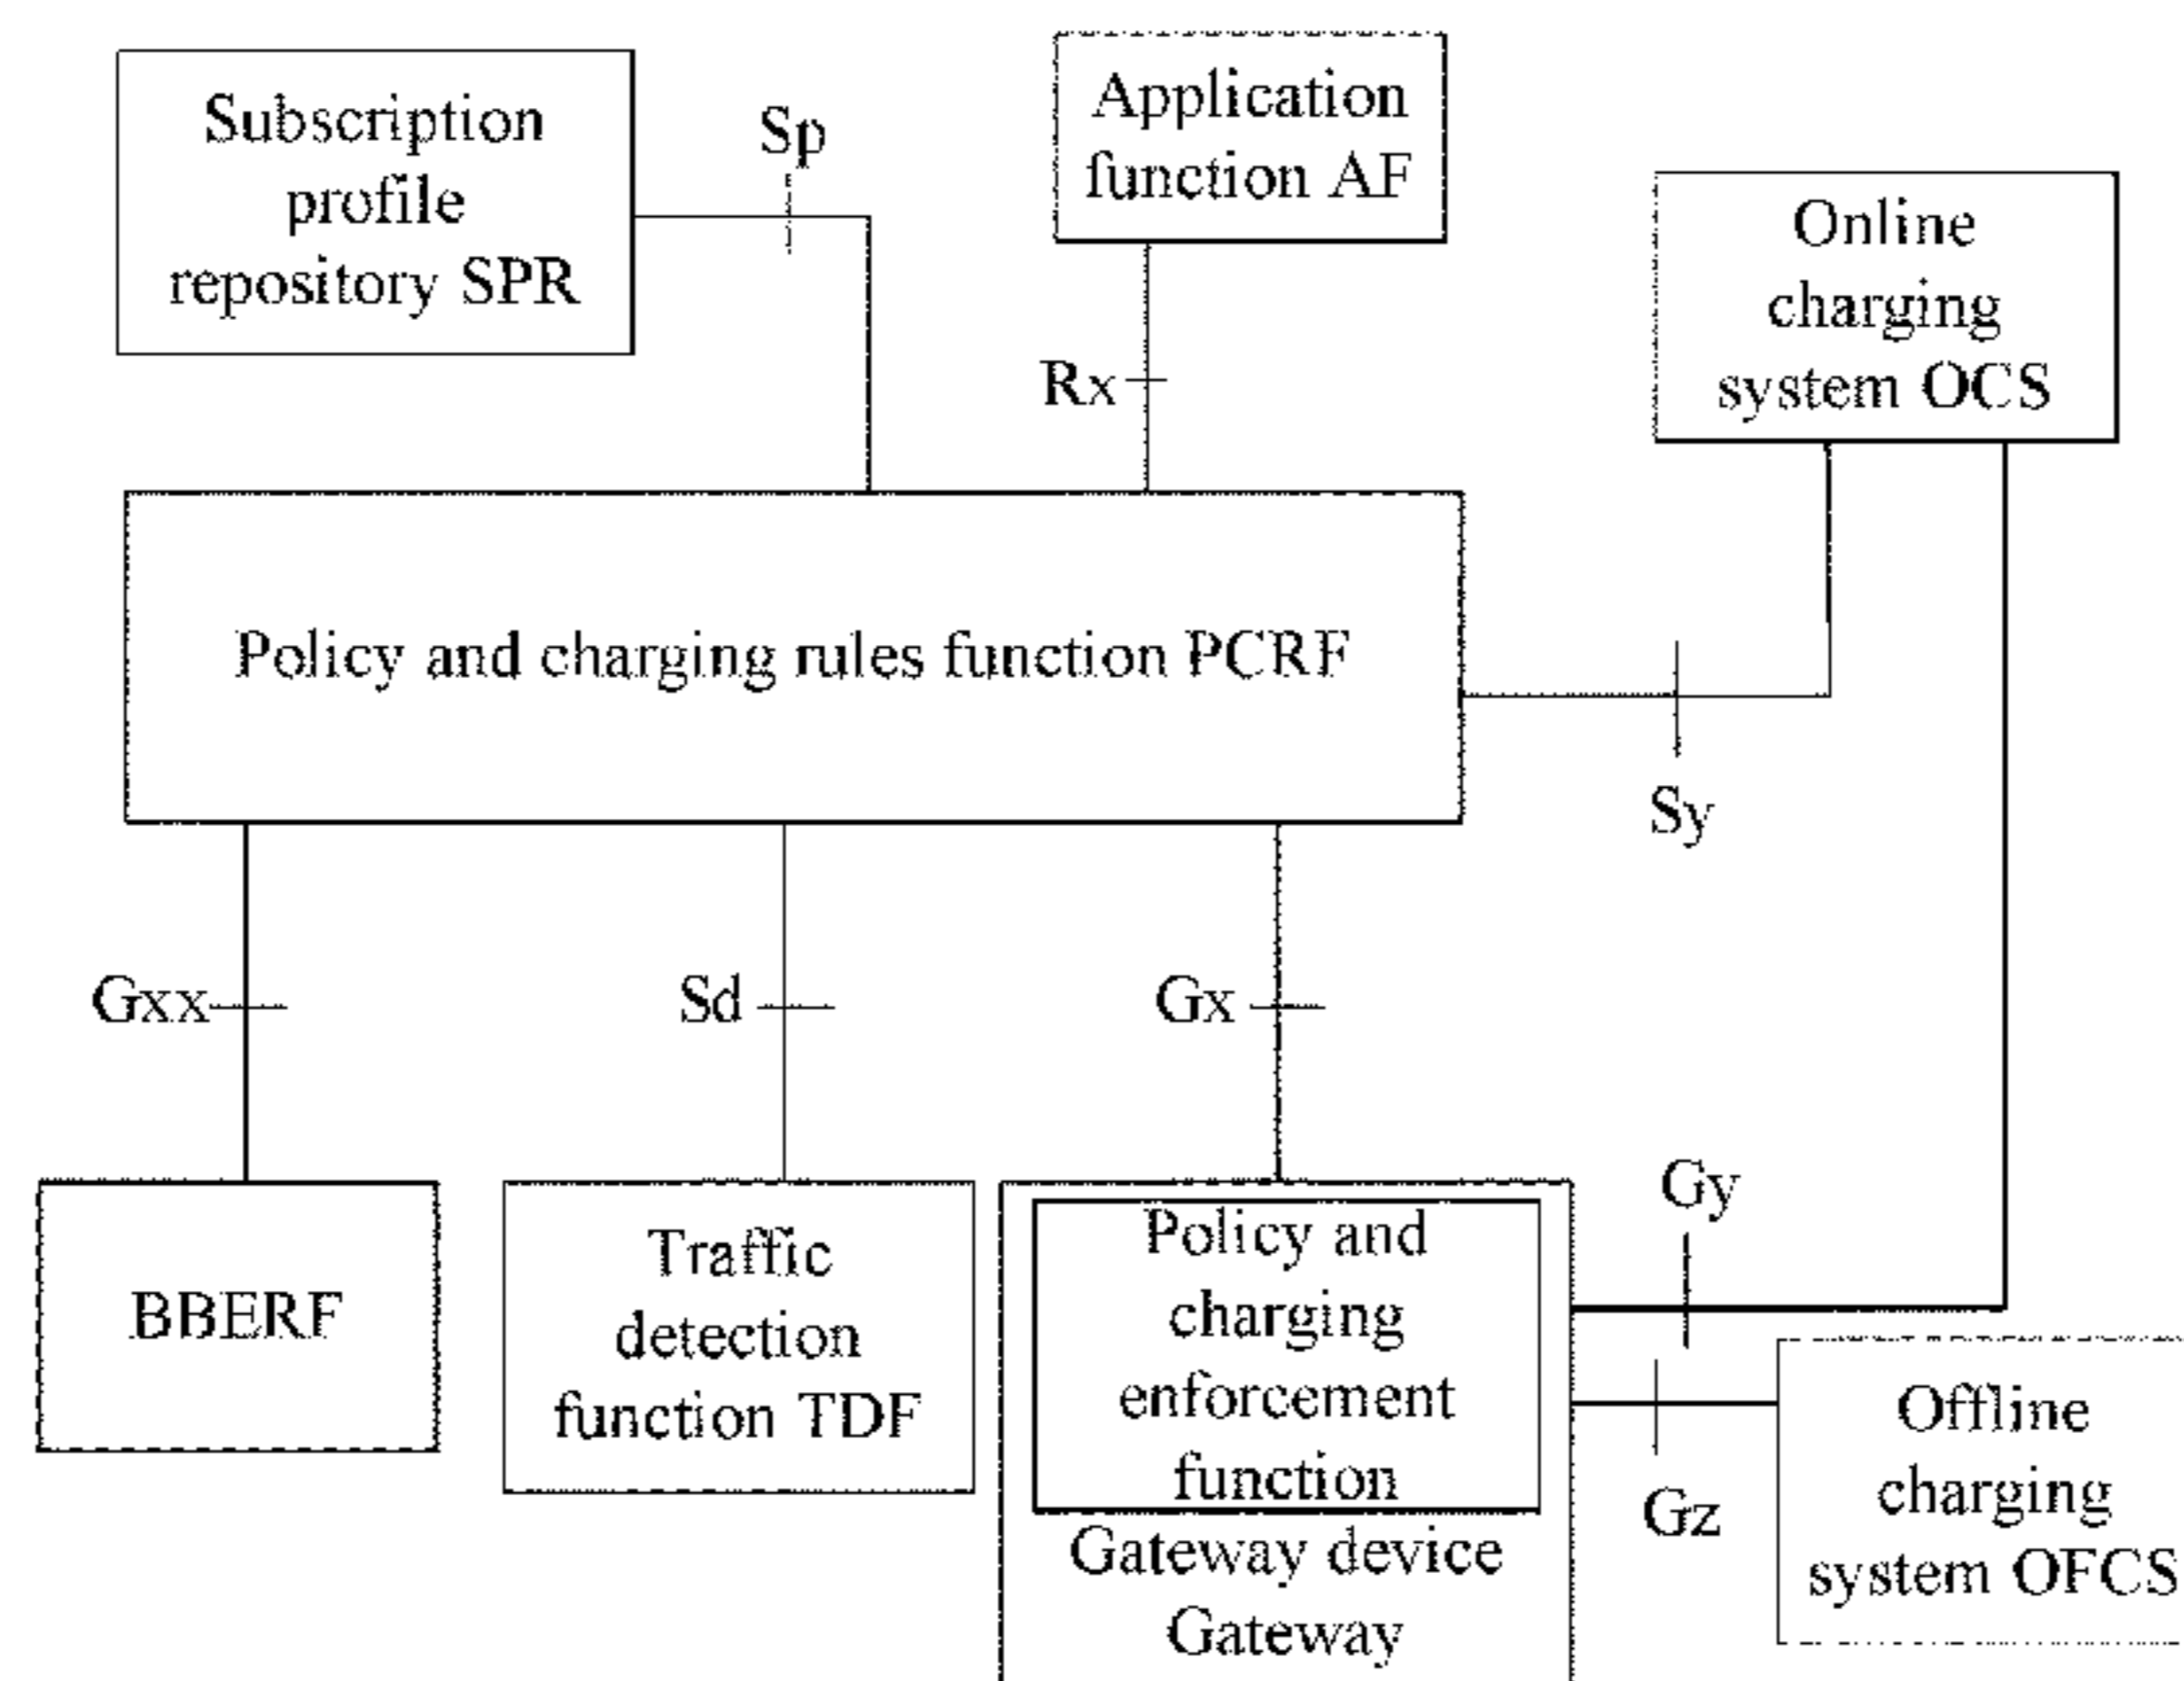 Subscription
profile
repository SPR
Sp
Application
function AF
Rx
Online
charging
system OCS
Policy and charging rules function PCRF
Sy
Gxx
Sd
Gx
BBERF
Traffic
detection
function TDF
Policy and
charging
enforcement
function
Gateway device
Gateway
Gy
Gz
Offline
charging
system OFCS